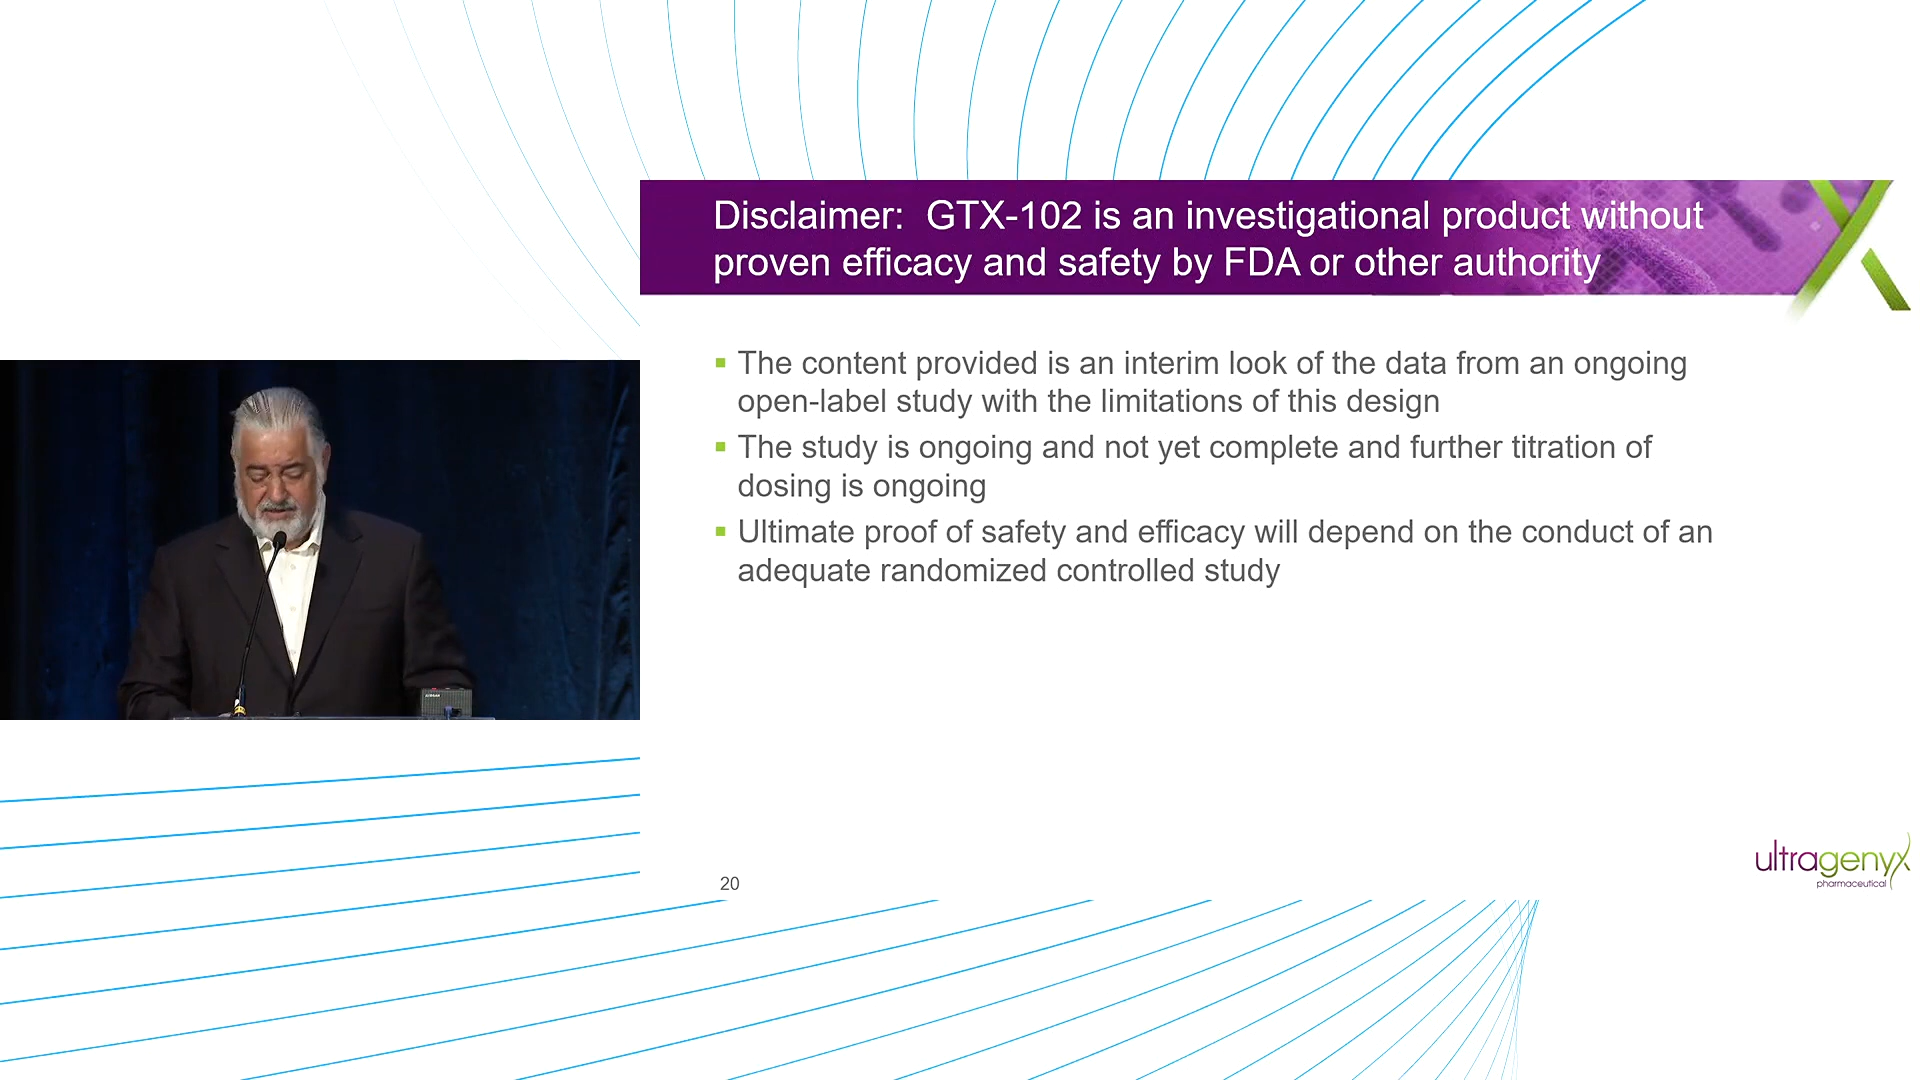 Disclaimer: GTX-102 is an investigational product without
proven efficacy and safety by FDA or other authority
The content provided is an interim look of the data from an ongoing
open-label study with the limitations of this design
The study is ongoing and not yet complete and further titration of
dosing is ongoing
Ultimate proof of safety and efficacy will depend on the conduct of an
adequate randomized controlled study
20
ultragenyx
pharmaceutical